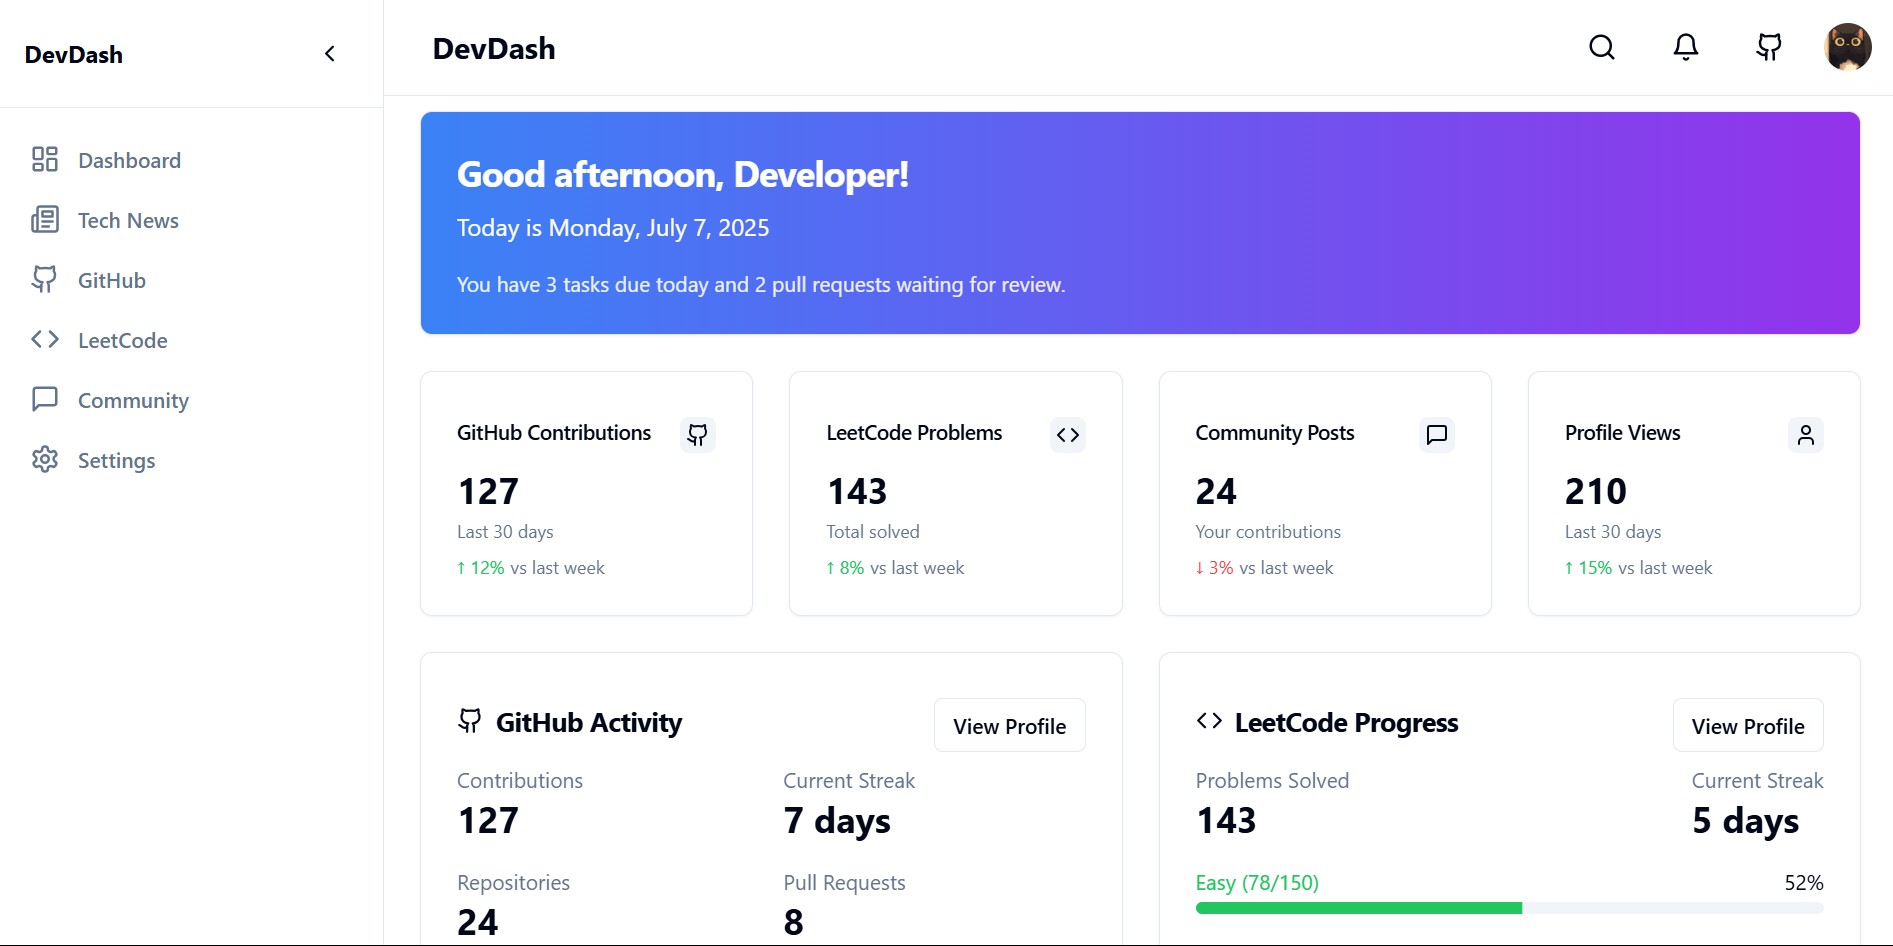 DevDash
Dashboard
Tech News
GitHub
LeetCode
Community
Settings
DevDash
Good afternoon, Developer!
Today is Monday, July 7, 2025
You have 3 tasks due today and 2 pull requests waiting for review.
GitHub Contributions
127
Last 30 days
↑ 12% vs last week
LeetCode Problems
143
Total solved
↑ 8% vs last week
Community Posts
24
Your contributions
↓ 3% vs last week
Profile Views
210
Last 30 days
↑ 15% vs last week
GitHub Activity
View Profile
Contributions
127
Current Streak
7 days
Repositories
24
Pull Requests
8
LeetCode Progress
View Profile
Problems Solved
143
Current Streak
5 days
Easy (78/150)
52%